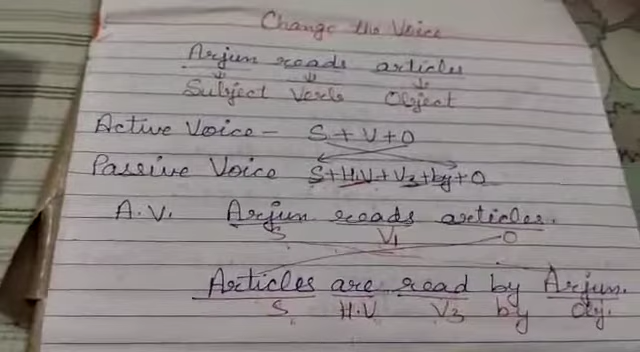 Change the Voice
Arjun reads articles
Subject Verb Object
Active Voice - S+V+O
Passive Voice S+H.V+V3+by+O
A.V. Arjun reads articles.
S V1 O
Articles are read by Arjun.
S. H.V V3 by obj.